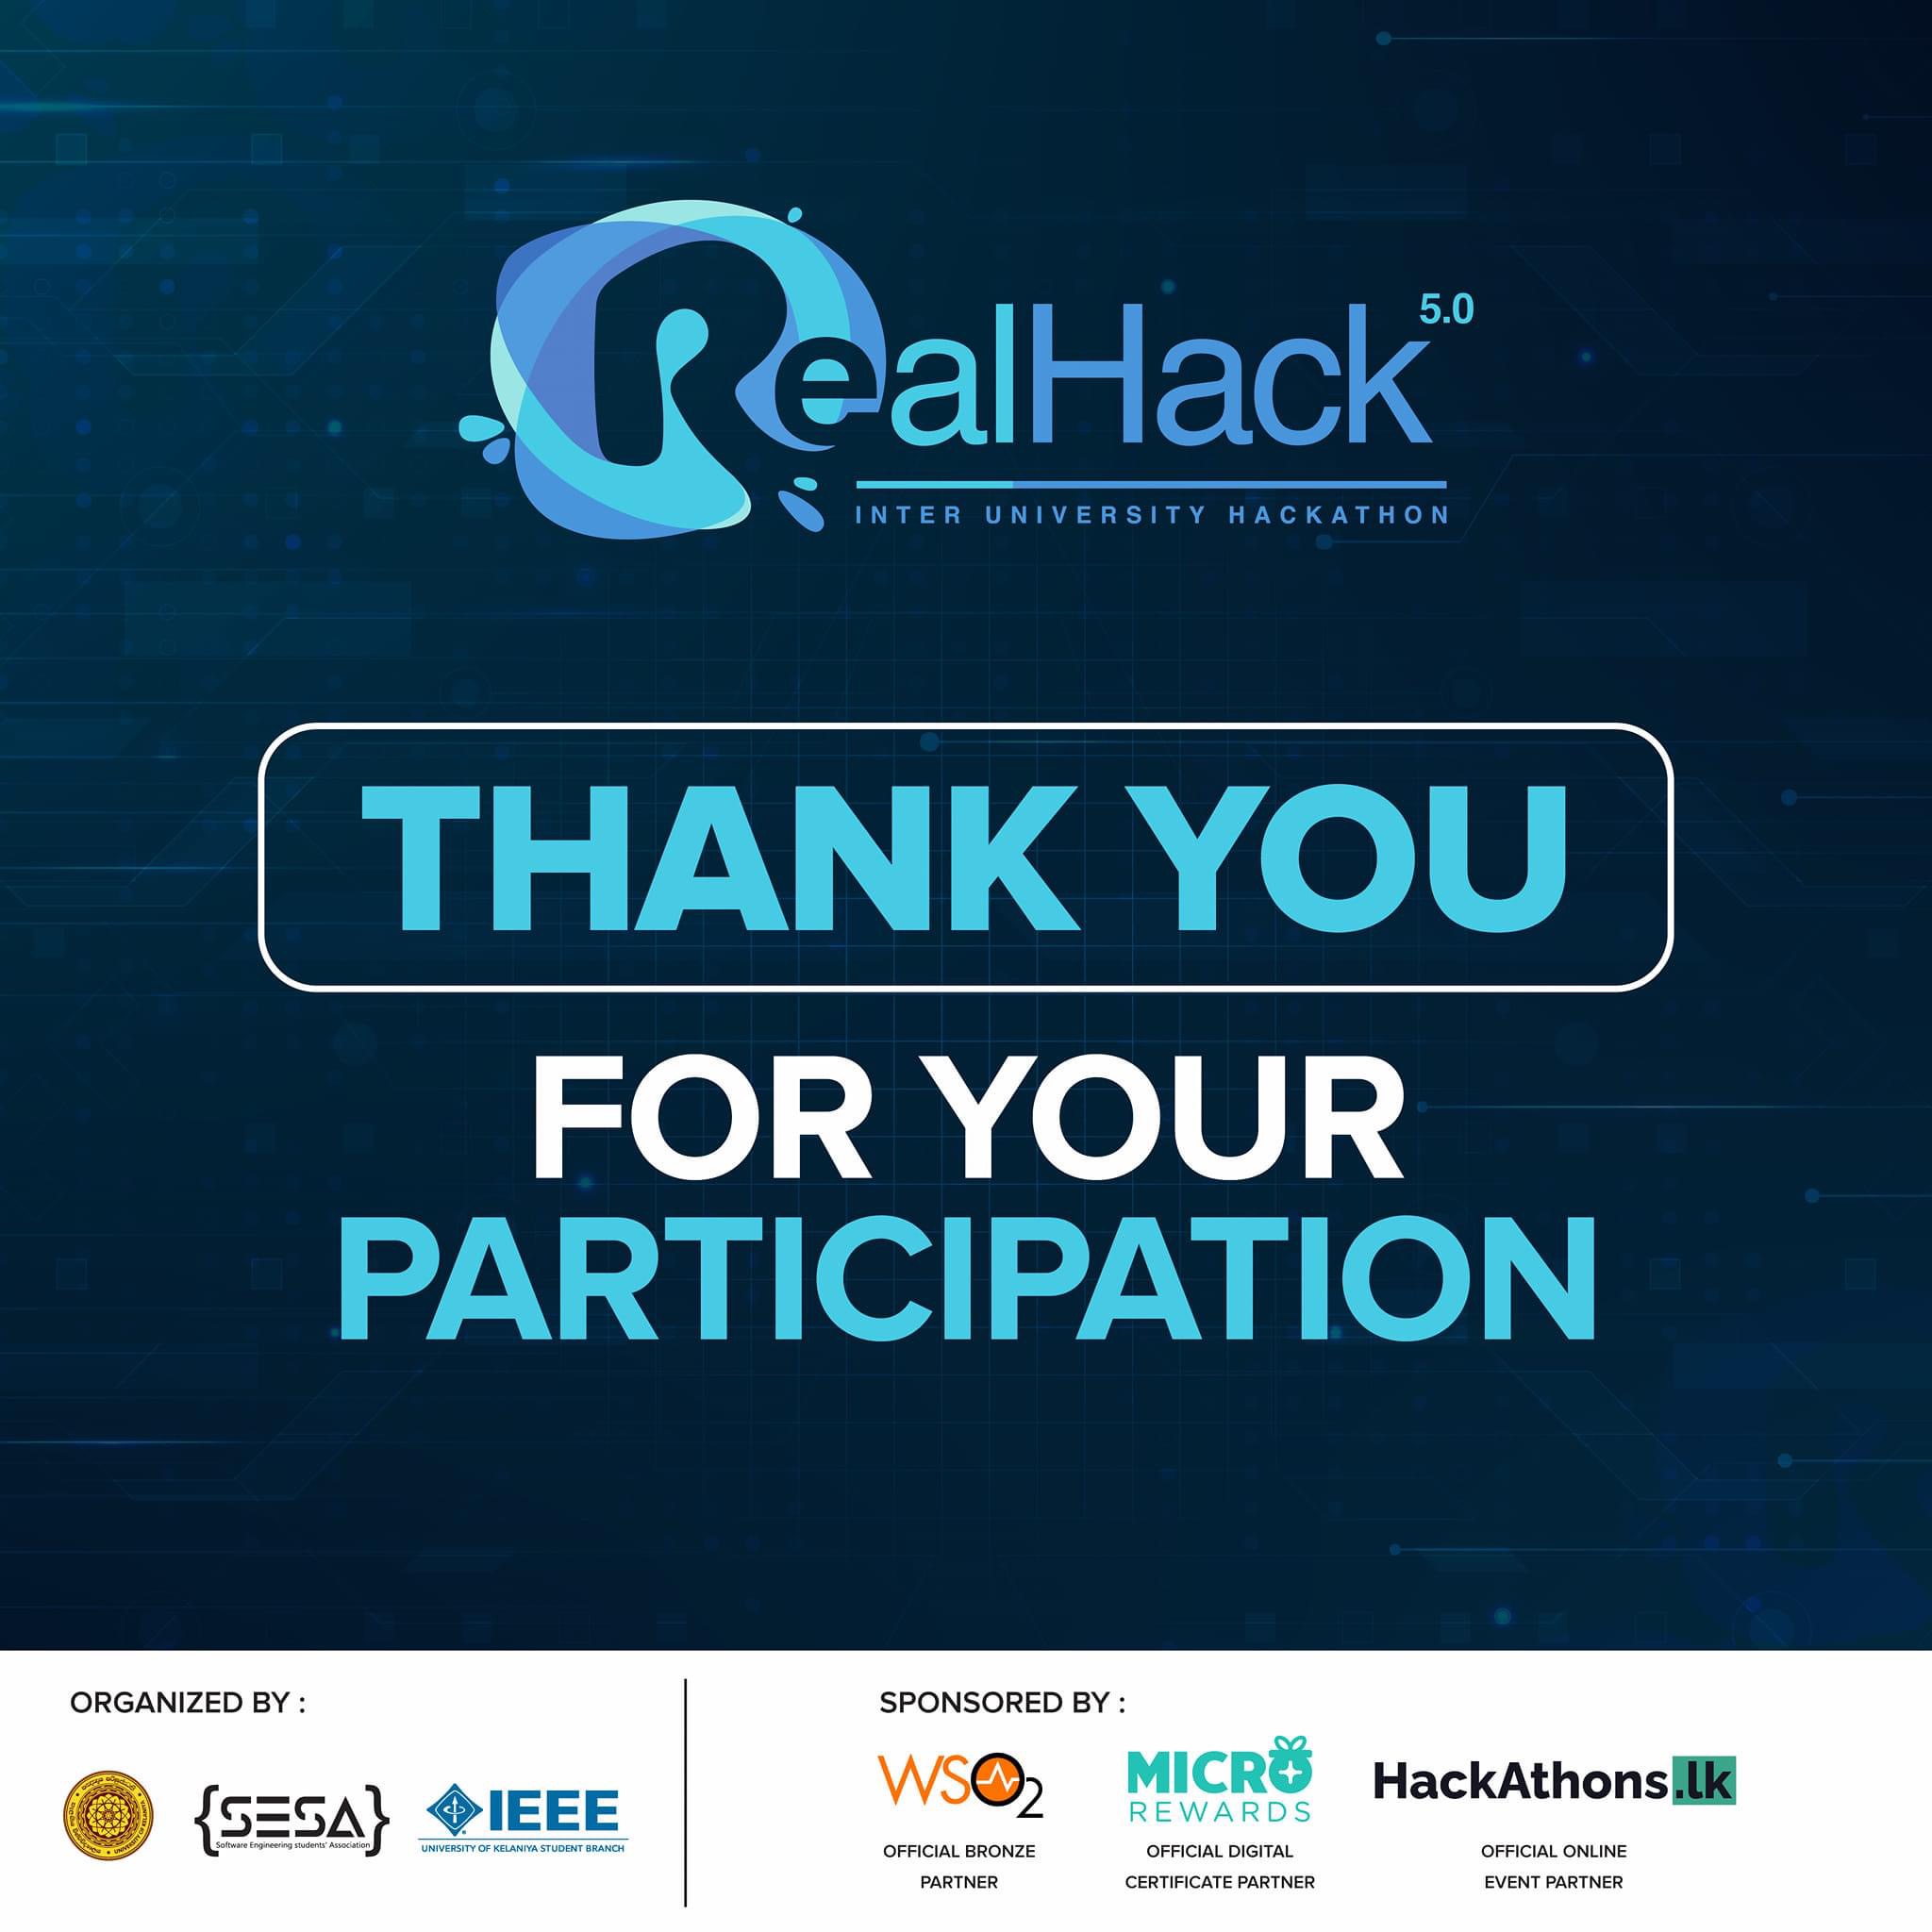 RealHack 5.0
INTER UNIVERSITY HACKATHON
THANK YOU
FOR YOUR
PARTICIPATION
ORGANIZED BY :
{SESA}
Software Engineering students' Association
IEEE
UNIVERSITY OF KELANIYA STUDENT BRANCH
SPONSORED BY :
WSO2
OFFICIAL BRONZE
PARTNER
MICRO
REWARDS
OFFICIAL DIGITAL
CERTIFICATE PARTNER
HackAthons.lk
OFFICIAL ONLINE
EVENT PARTNER